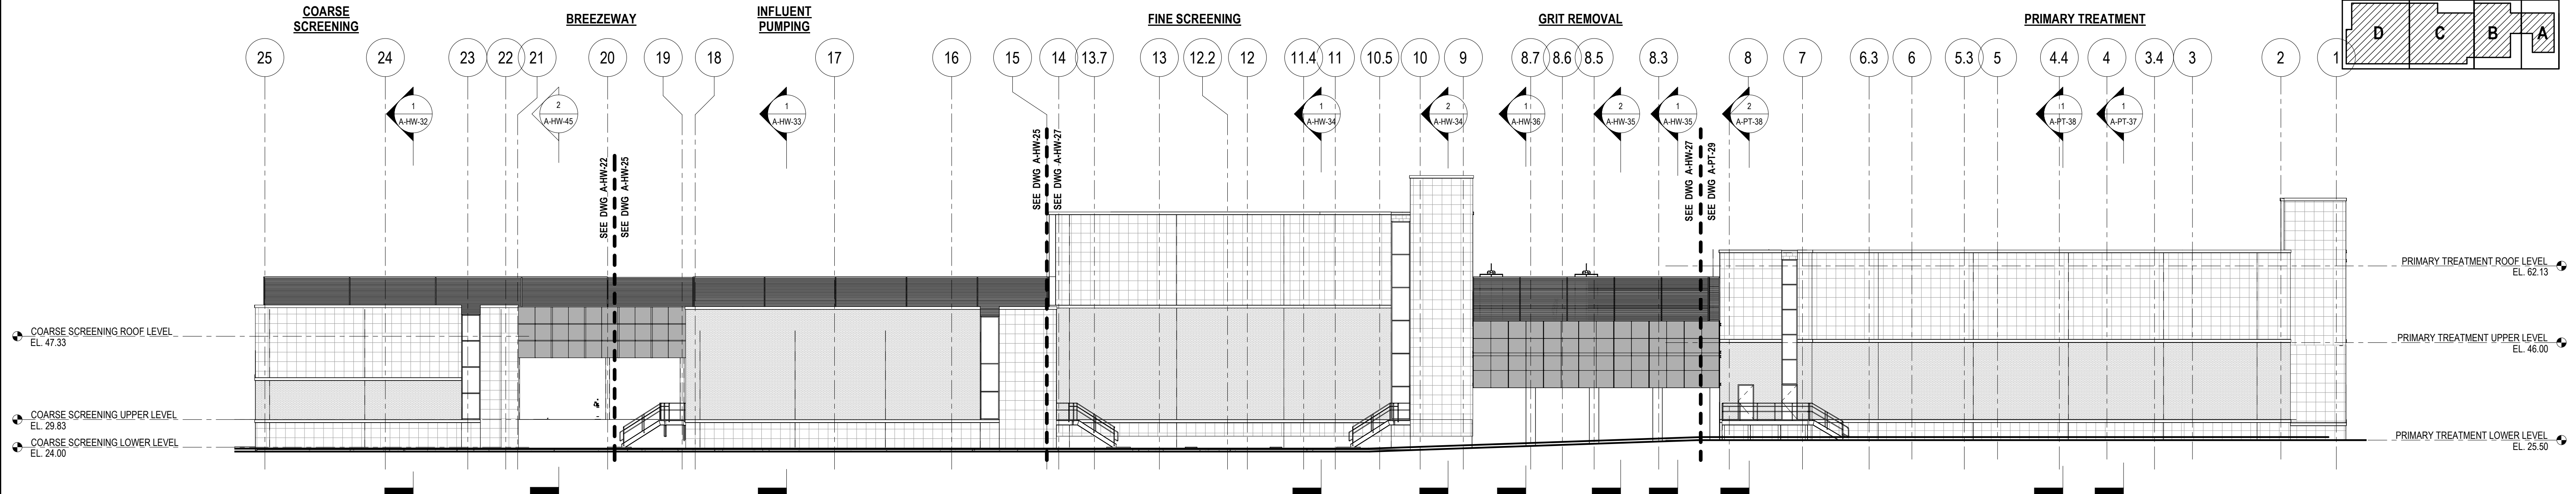 COARSE
SCREENING
BREEZEWAY
INFLUENT
PUMPING
FINE SCREENING
GRIT REMOVAL
PRIMARY TREATMENT
D C B A
25 24 23 22 21 20 19 18 17 16 15 14 13.7 13 12.2 12 11.4 11 10.5 10 9 8.7 8.6 8.5 8.3 8 7 6.3 6 5.3 5 4.4 4 3.4 3 2 1
1
A-HW-32
2
A-HW-45
1
A-HW-33
1
A-HW-34
2
A-HW-34
1
A-HW-36
2
A-HW-35
1
A-HW-35
2
A-PT-38
1
A-PT-38
1
A-PT-37
SEE DWG A-HW-22
SEE DWG A-HW-25
SEE DWG A-HW-25
SEE DWG A-HW-27
SEE DWG A-HW-27
SEE DWG A-PT-29
COARSE SCREENING ROOF LEVEL
EL. 47.33
COARSE SCREENING UPPER LEVEL
EL. 29.83
COARSE SCREENING LOWER LEVEL
EL. 24.00
PRIMARY TREATMENT ROOF LEVEL
EL. 62.13
PRIMARY TREATMENT UPPER LEVEL
EL. 46.00
PRIMARY TREATMENT LOWER LEVEL
EL. 25.50